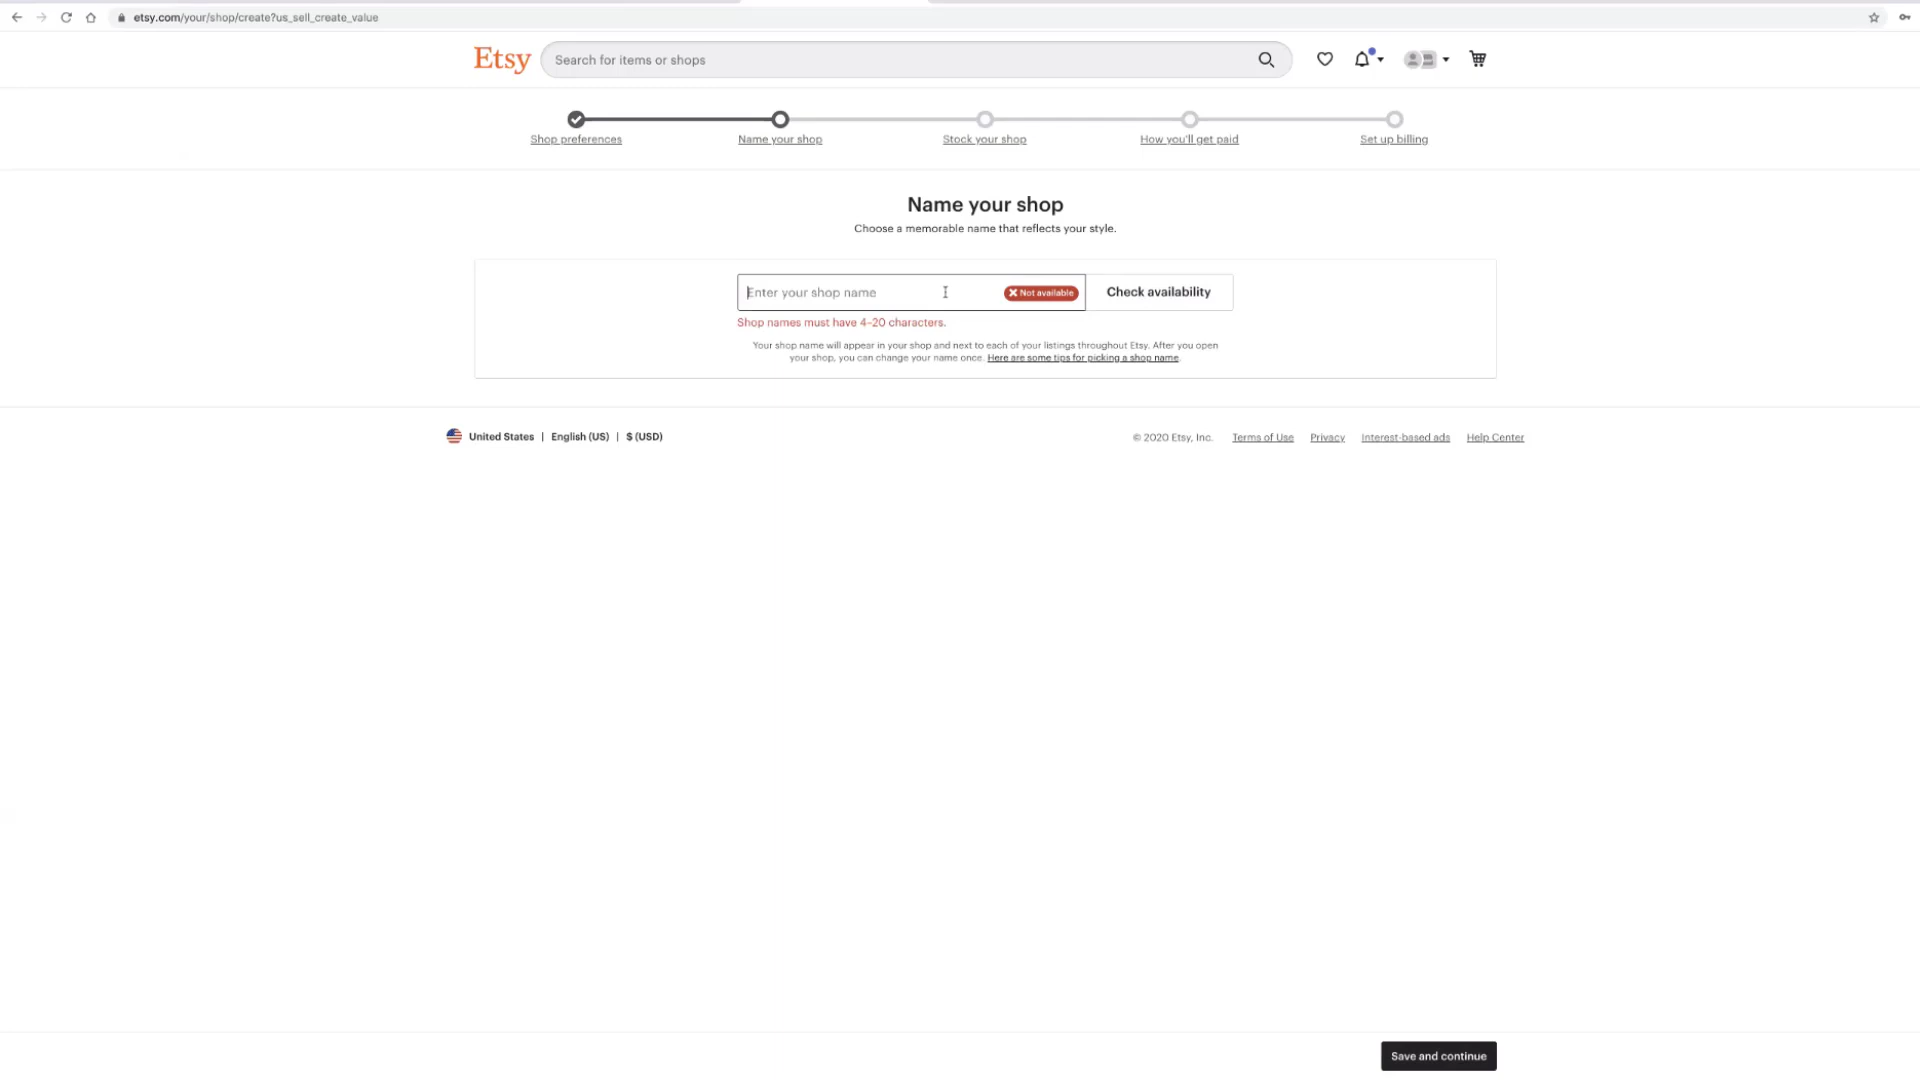 etsy.com/your/shop/create?us_sell_create_value
Etsy
Search for items or shops
Shop preferences
Name your shop
Stock your shop
How you'll get paid
Set up billing
Name your shop
Choose a memorable name that reflects your style.
Enter your shop name
Not available
Check availability
Shop names must have 4–20 characters.
Your shop name will appear in your shop and next to each of your listings throughout Etsy. After you open
your shop, you can change your name once. Here are some tips for picking a shop name.
United States | English (US) | $ (USD)
© 2020 Etsy, Inc. Terms of Use Privacy Interest-based ads Help Center
Save and continue